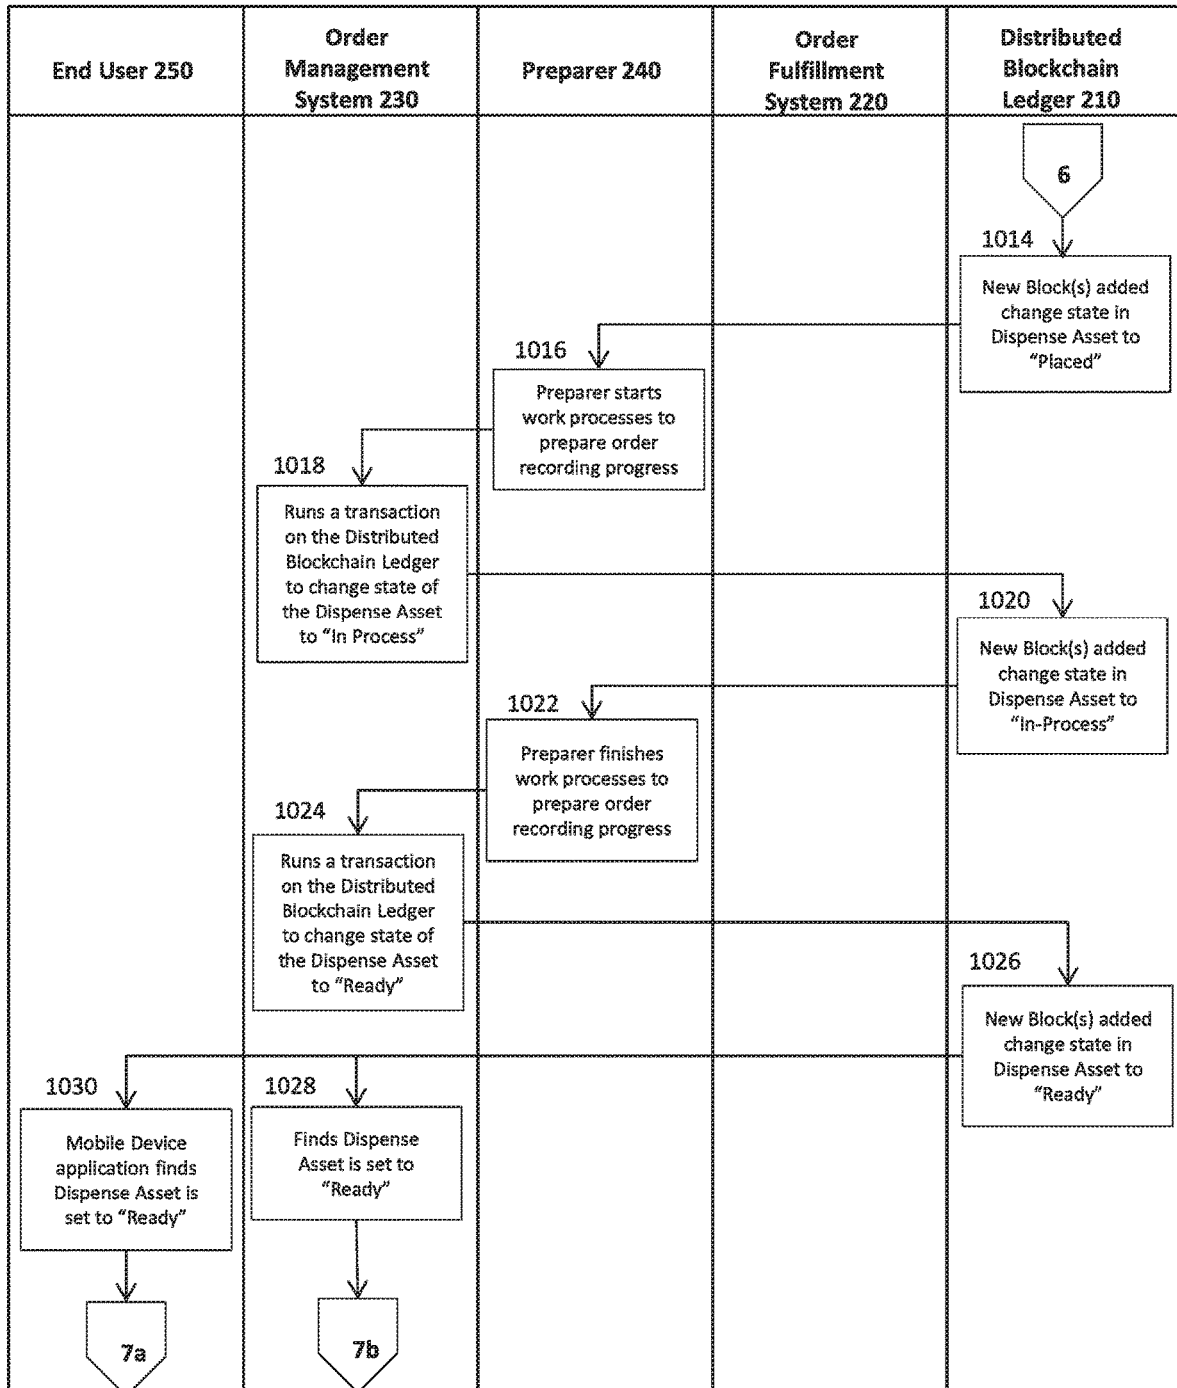 End User 250
Order
Management
System 230
Preparer 240
Order
Fulfillment
System 220
Distributed
Blockchain
Ledger 210
6
1014
New Block(s) added
change state in
Dispense Asset to
“Placed”
1016
Preparer starts
work processes to
prepare order
recording progress
1018
Runs a transaction
on the Distributed
Blockchain Ledger
to change state of
the Dispense Asset
to “In Process”
1020
New Block(s) added
change state in
Dispense Asset to
“In-Process”
1022
Preparer finishes
work processes to
prepare order
recording progress
1024
Runs a transaction
on the Distributed
Blockchain Ledger
to change state of
the Dispense Asset
to “Ready”
1026
New Block(s) added
change state in
Dispense Asset to
“Ready”
1030
Mobile Device
application finds
Dispense Asset is
set to “Ready”
1028
Finds Dispense
Asset is set to
“Ready”
7a
7b